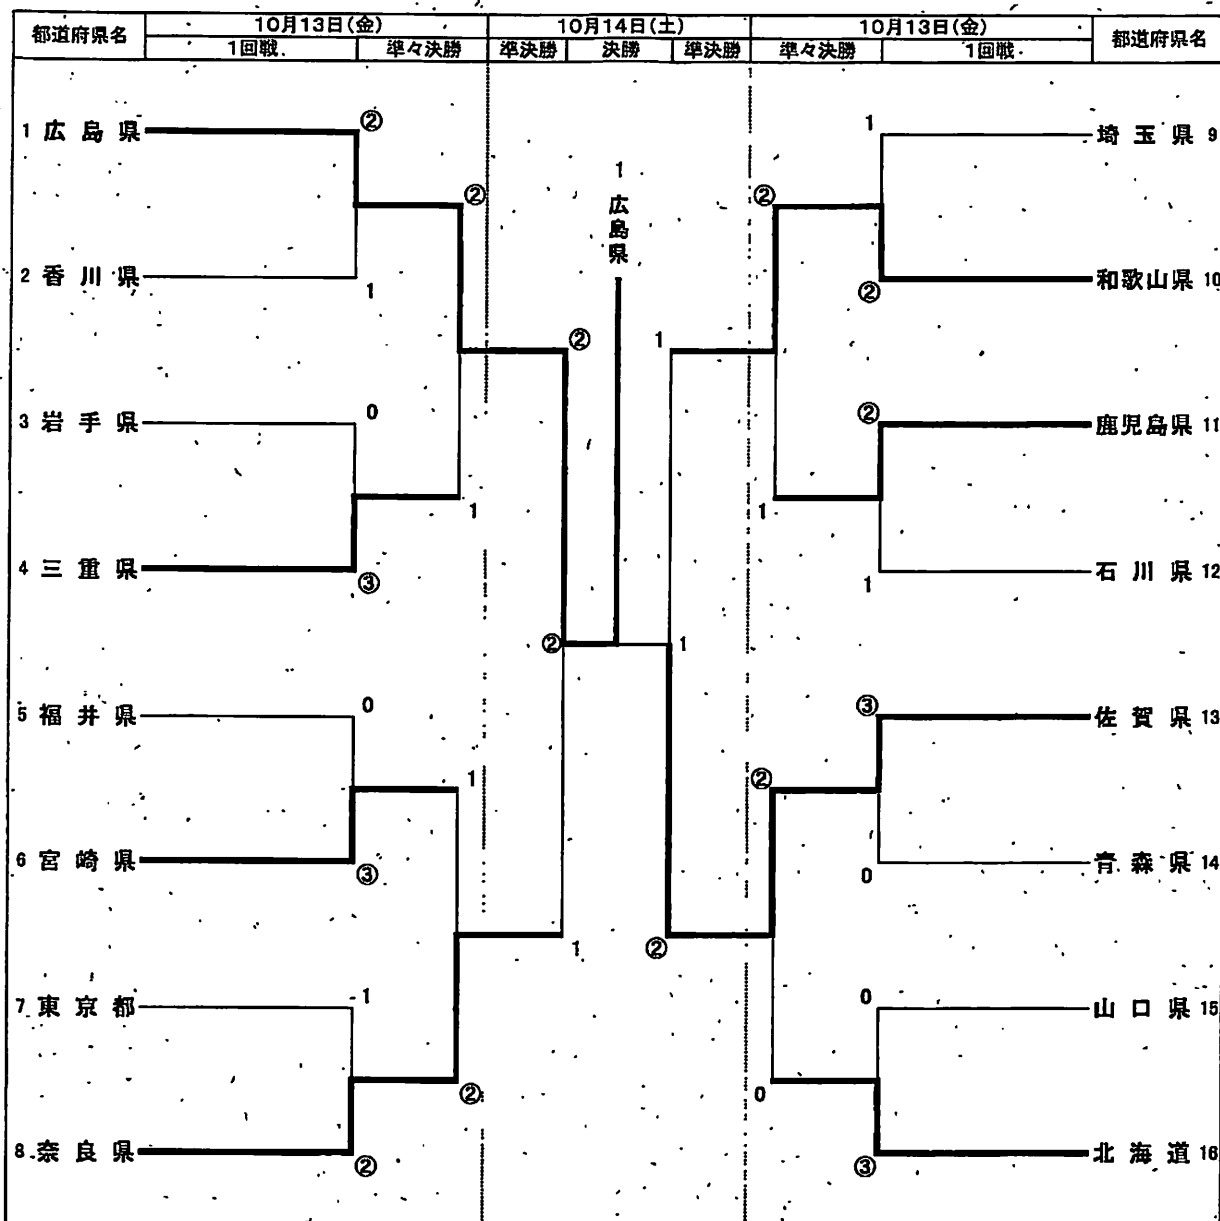 都道府県名 10月13日(金) 10月14日(土) 10月13日(金) 都道府県名
1回戦 準々決勝 準決勝 決勝 準決勝 準々決勝 1回戦
② 1
1 広島県 埼玉県 9
1
② ②
広島県
2 香川県 和歌山県 10
1 ②
② 1
0 ②
3 岩手県 鹿児島県 11
1 1
4 三重県 石川県 12
③ 1
② 1
0 ③
5 福井県 佐賀県 13
1 ②
6 宮崎県 青森県 14
③ 0
1 ②
1 0
7 東京都 山口県 15
② 0
8 奈良県 北海道 16
② ③